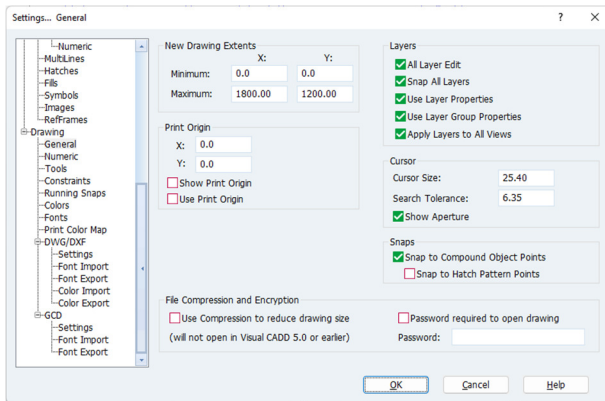 Settings... General
? X
Numeric
MultiLines
Hatches
Fills
Symbols
Images
RefFrames
Drawing
General
Numeric
Tools
Constraints
Running Snaps
Colors
Fonts
Print Color Map
DWG/DXF
Settings
Font Import
Font Export
Color Import
Color Export
GCD
Settings
Font Import
Font Export
New Drawing Extents
X: Y:
Minimum: 0.0 0.0
Maximum: 1800.00 1200.00
Print Origin
X: 0.0
Y: 0.0
Show Print Origin
Use Print Origin
Layers
All Layer Edit
Snap All Layers
Use Layer Properties
Use Layer Group Properties
Apply Layers to All Views
Cursor
Cursor Size: 25.40
Search Tolerance: 6.35
Show Aperture
Snaps
Snap to Compound Object Points
Snap to Hatch Pattern Points
File Compression and Encryption
Use Compression to reduce drawing size
(will not open in Visual CADD 5.0 or earlier)
Password required to open drawing
Password:
OK Cancel Help